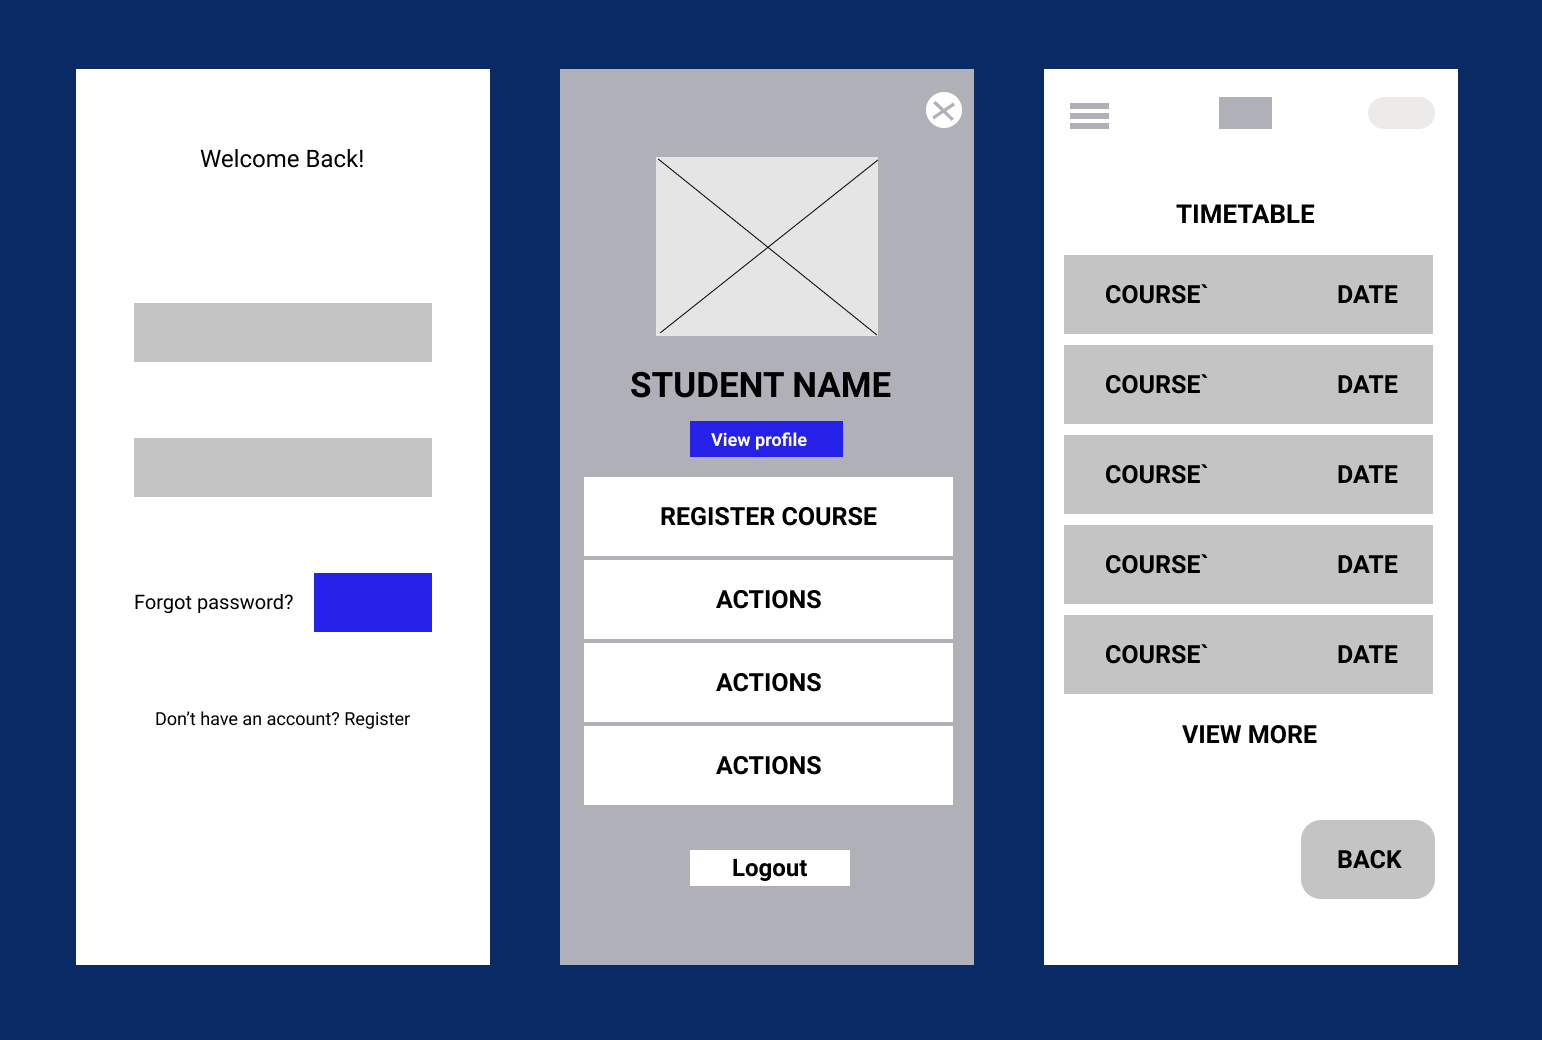 Welcome Back!
Forgot password?
Don’t have an account? Register
STUDENT NAME
View profile
REGISTER COURSE
ACTIONS
ACTIONS
ACTIONS
Logout
TIMETABLE
COURSE` DATE
COURSE` DATE
COURSE` DATE
COURSE` DATE
COURSE` DATE
VIEW MORE
BACK